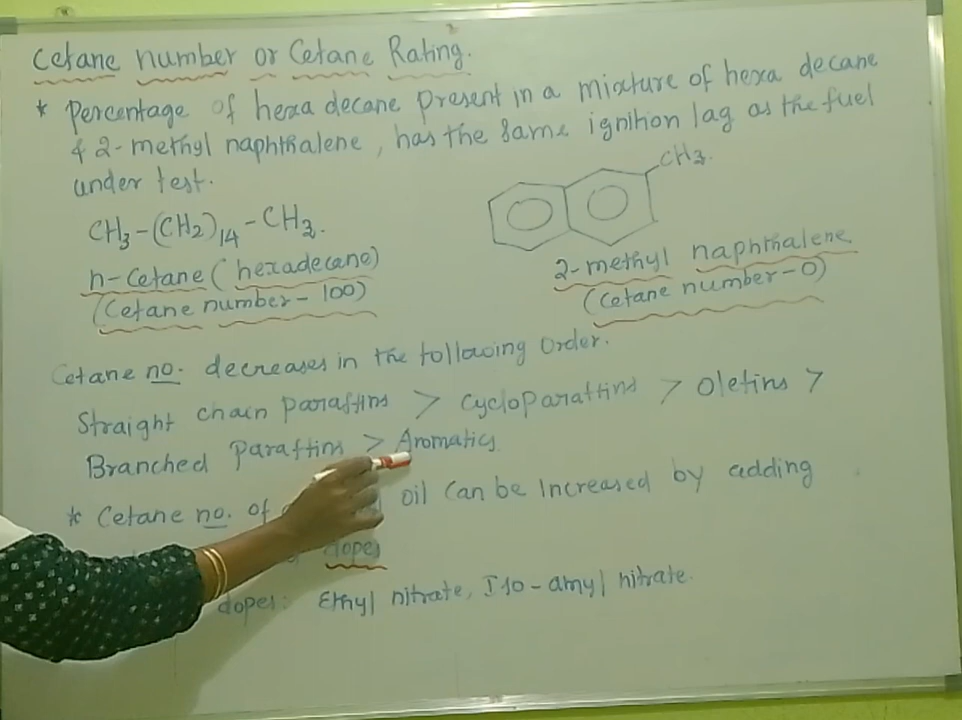 Cetane number or Cetane Rating.
* Percentage of hexa decane present in a mixture of hexa decane
& 2-methyl naphthalene, has the same ignition lag as the fuel
under test.
CH3-(CH2)14-CH3.
CH3.
n-cetane (hexadecane)
(Cetane number - 100)
2-methyl naphthalene
(cetane number - 0)
Cetane no. decreases in the following order.
Straight chain paraffins > cycloparaffins > Olefins >
Branched paraffins > Aromatics.
* Cetane no. of oil can be increased by adding
dopes
dopes: Ethyl nitrate, Iso-amyl nitrate.